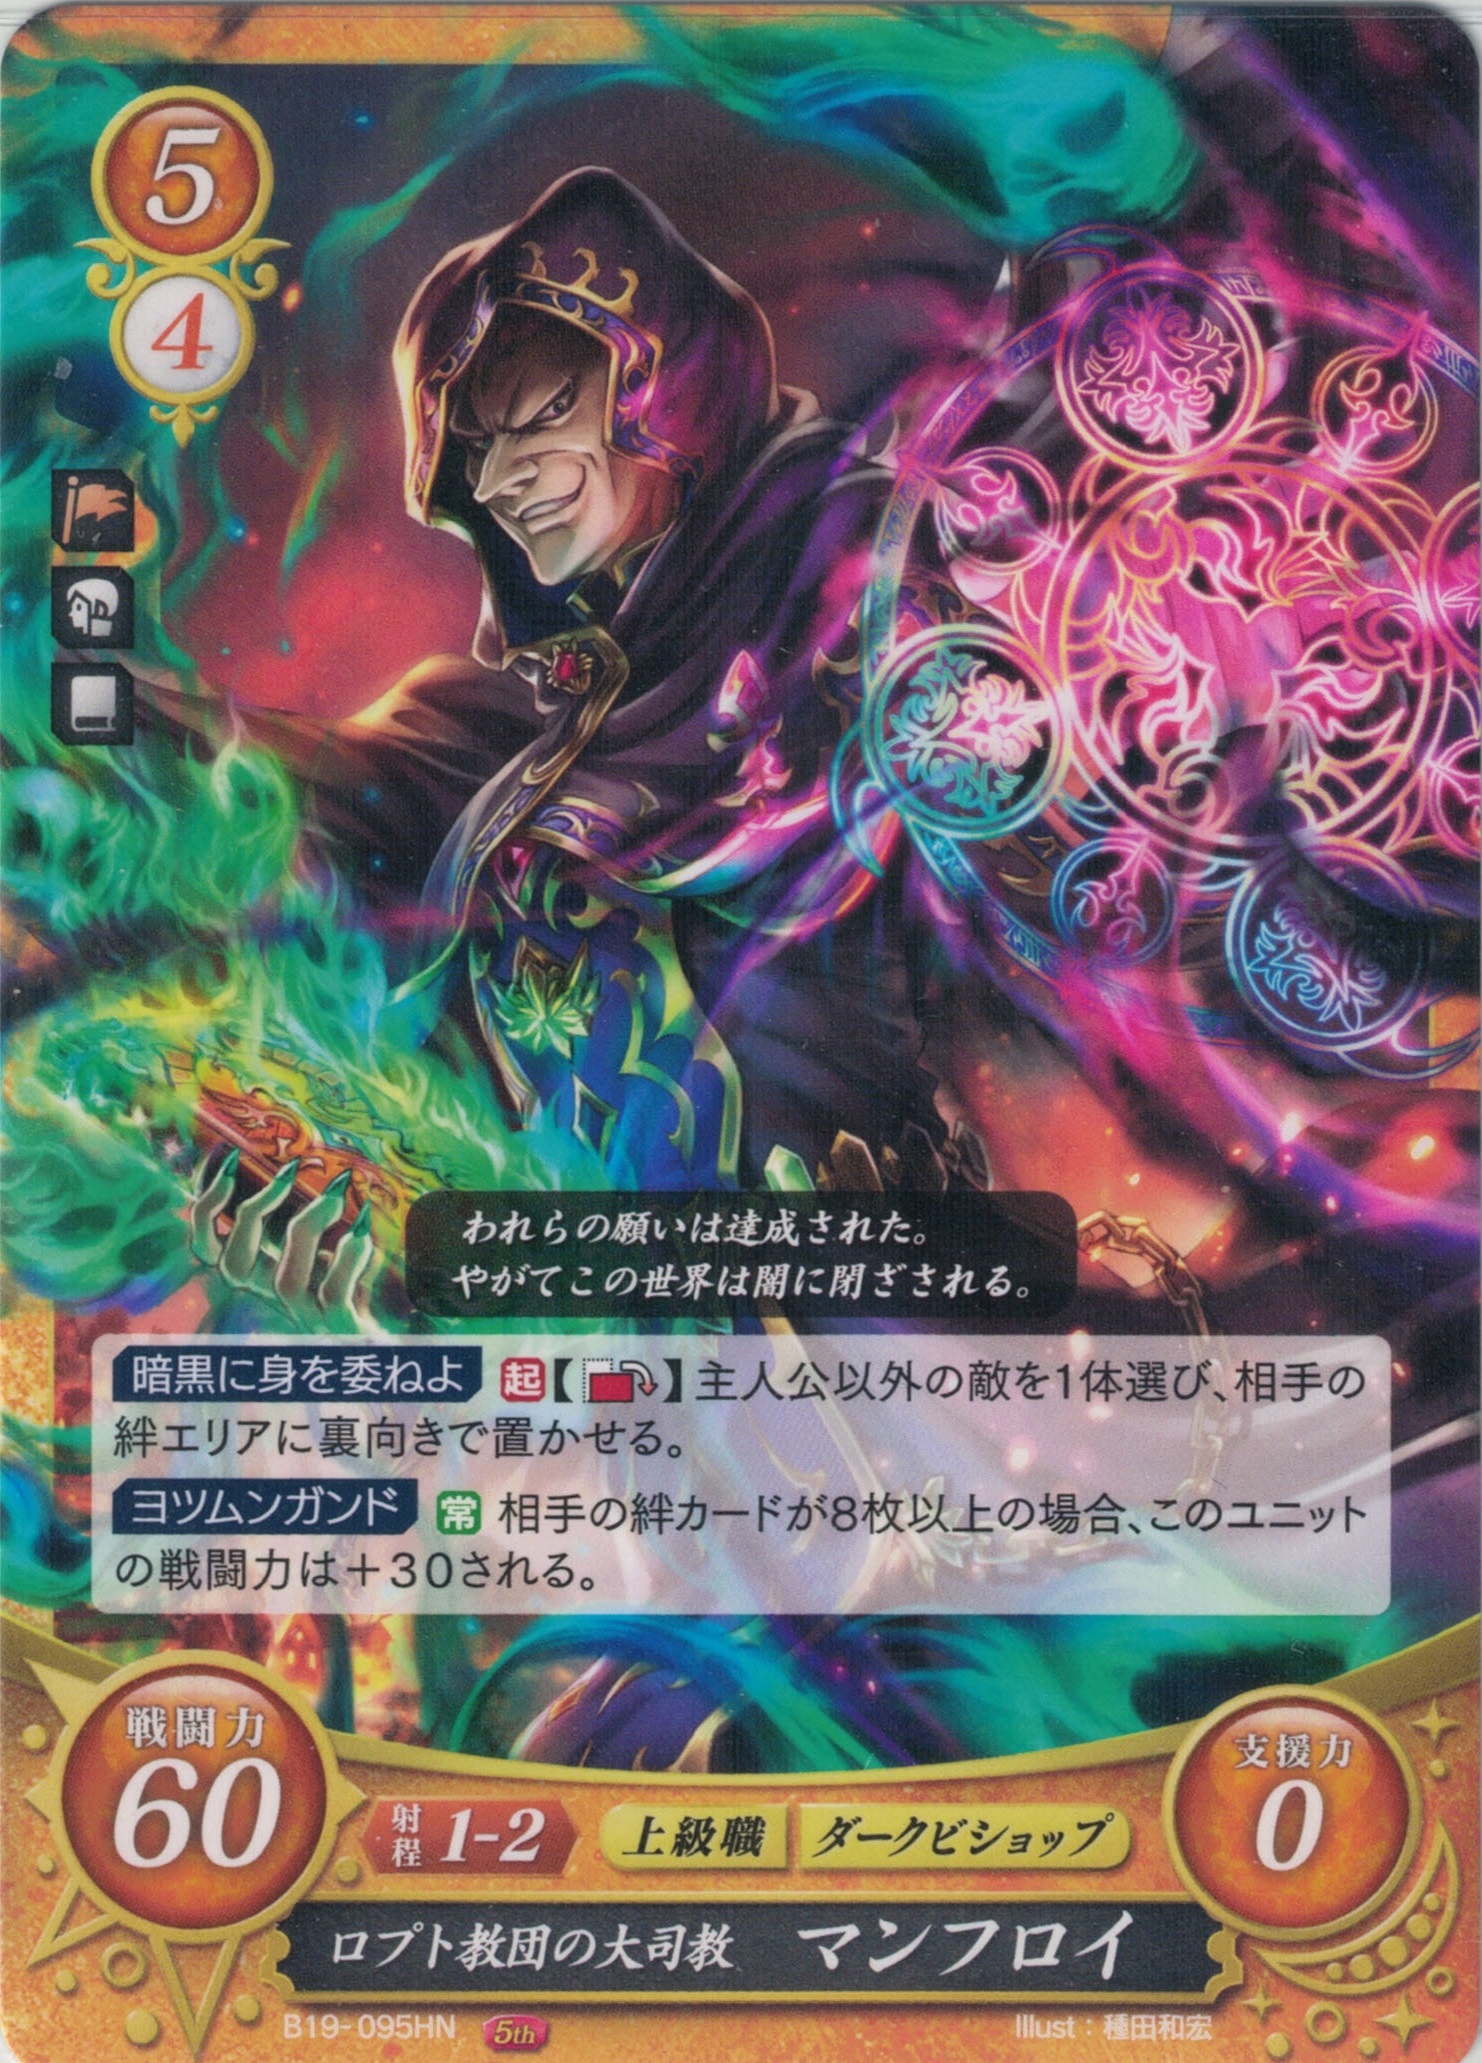 5
4
われらの願いは達成された。
やがてこの世界は闇に閉ざされる。
暗黒に身を委ねよ 起【 】主人公以外の敵を1体選び、相手の
絆エリアに裏向きで置かせる。
ヨツムンガンド 常 相手の絆カードが8枚以上の場合、このユニット
の戦闘力は＋30される。
戦闘力
60
射程 1-2
上級職 ダークビショップ
支援力
0
ロプト教団の大司教 マンフロイ
B19-095HN 5th Illust：種田和宏